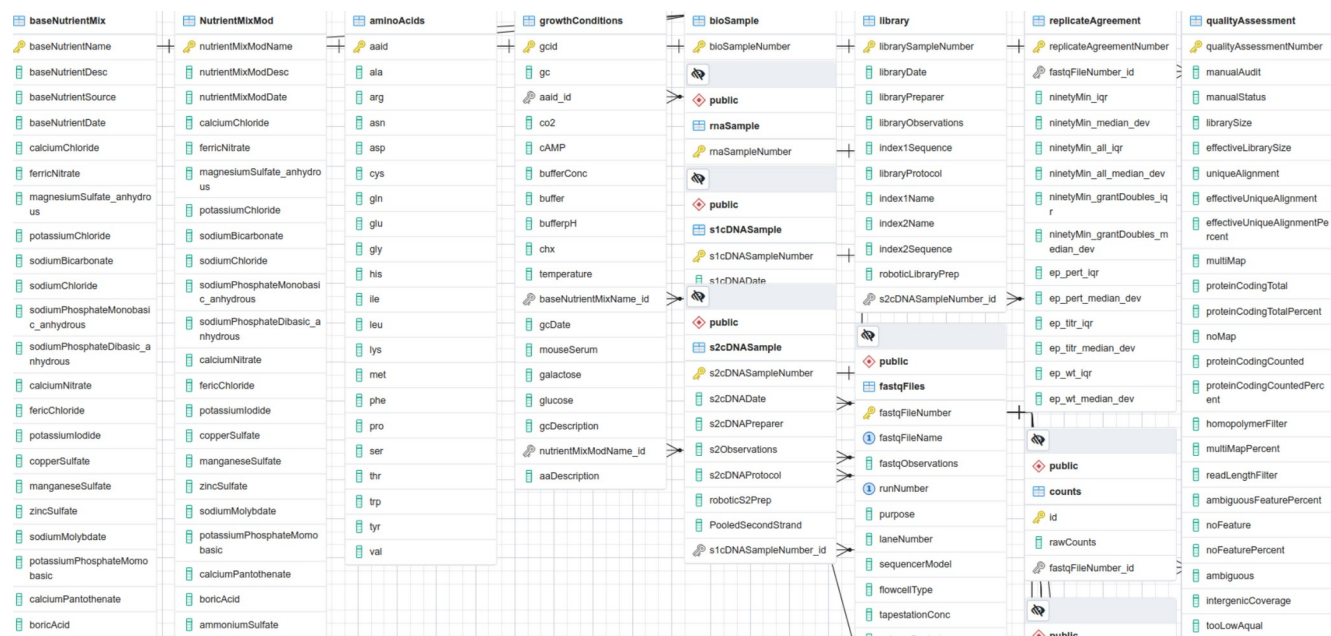 baseNutrientMix
baseNutrientName
baseNutrientDesc
baseNutrientSource
baseNutrientDate
calciumChloride
ferricNitrate
magnesiumSulfate_anhydro
us
potassiumChloride
sodiumBicarbonate
sodiumChloride
sodiumPhosphateMonobasi
c_anhydrous
sodiumPhosphateDibasic_a
nhydrous
calciumNitrate
fericChloride
potassiumIodide
copperSulfate
manganeseSulfate
zincSulfate
sodiumMolybdate
potassiumPhosphateMomo
basic
calciumPantothenate
boricAcid
NutrientMixMod
nutrientMixModName
nutrientMixModDesc
nutrientMixModDate
calciumChloride
ferricNitrate
magnesiumSulfate_anhydro
us
potassiumChloride
sodiumBicarbonate
sodiumChloride
sodiumPhosphateMonobasi
c_anhydrous
sodiumPhosphateDibasic_a
nhydrous
calciumNitrate
fericChloride
potassiumIodide
copperSulfate
manganeseSulfate
zincSulfate
sodiumMolybdate
potassiumPhosphateMomo
basic
calciumPantothenate
boricAcid
ammoniumSulfate
aminoAcids
aaid
ala
arg
asn
asp
cys
gln
glu
gly
his
ile
leu
lys
met
phe
pro
ser
thr
trp
tyr
val
growthConditions
gcid
gc
aaid_id
co2
cAMP
bufferConc
buffer
bufferpH
chx
temperature
baseNutrientMixName_id
gcDate
mouseSerum
galactose
glucose
gcDescription
nutrientMixModName_id
aaDescription
bioSample
bioSampleNumber
public
rnaSample
rnaSampleNumber
public
s1cDNASample
s1cDNASampleNumber
s1cDNADate
public
s2cDNASample
s2cDNASampleNumber
s2cDNADate
s2cDNAPreparer
s2Observations
s2cDNAProtocol
roboticS2Prep
PooledSecondStrand
s1cDNASampleNumber_id
library
librarySampleNumber
libraryDate
libraryPreparer
libraryObservations
index1Sequence
libraryProtocol
index1Name
index2Name
index2Sequence
roboticLibraryPrep
s2cDNASampleNumber_id
public
fastqFiles
fastqFileNumber
fastqFileName
fastqObservations
runNumber
purpose
laneNumber
sequencerModel
flowcellType
tapestationConc
replicateAgreement
replicateAgreementNumber
fastqFileNumber_id
ninetyMin_iqr
ninetyMin_median_dev
ninetyMin_all_iqr
ninetyMin_all_median_dev
ninetyMin_grantDoubles_iq
r
ninetyMin_grantDoubles_m
edian_dev
ep_pert_iqr
ep_pert_median_dev
ep_titr_iqr
ep_titr_median_dev
ep_wt_iqr
ep_wt_median_dev
public
counts
id
rawCounts
fastqFileNumber_id
public
qualityAssessment
qualityAssessmentNumber
manualAudit
manualStatus
librarySize
effectiveLibrarySize
uniqueAlignment
effectiveUniqueAlignment
effectiveUniqueAlignmentPe
rcent
multiMap
proteinCodingTotal
proteinCodingTotalPercent
noMap
proteinCodingCounted
proteinCodingCountedPerc
ent
homopolymerFilter
multiMapPercent
readLengthFilter
ambiguousFeaturePercent
noFeature
noFeaturePercent
ambiguous
intergenicCoverage
tooLowAqual